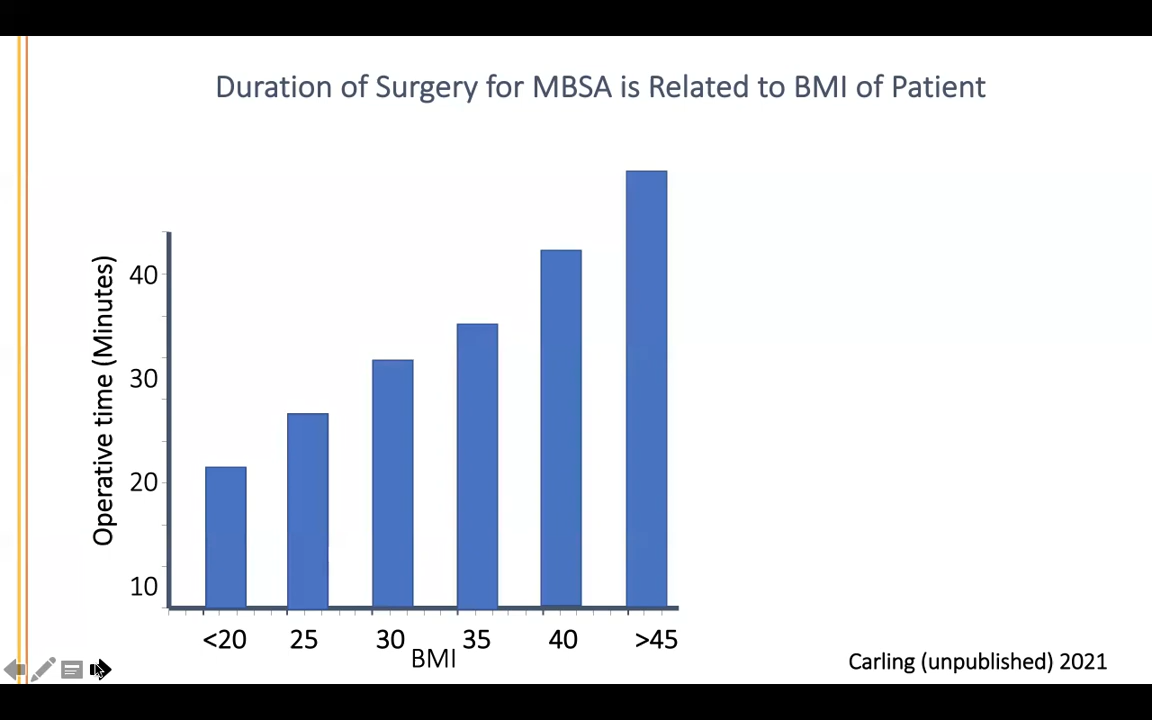 Duration of Surgery for MBSA is Related to BMI of Patient
Operative time (Minutes)
40
30
20
10
<20 25 30 35 40 >45
BMI
Carling (unpublished) 2021